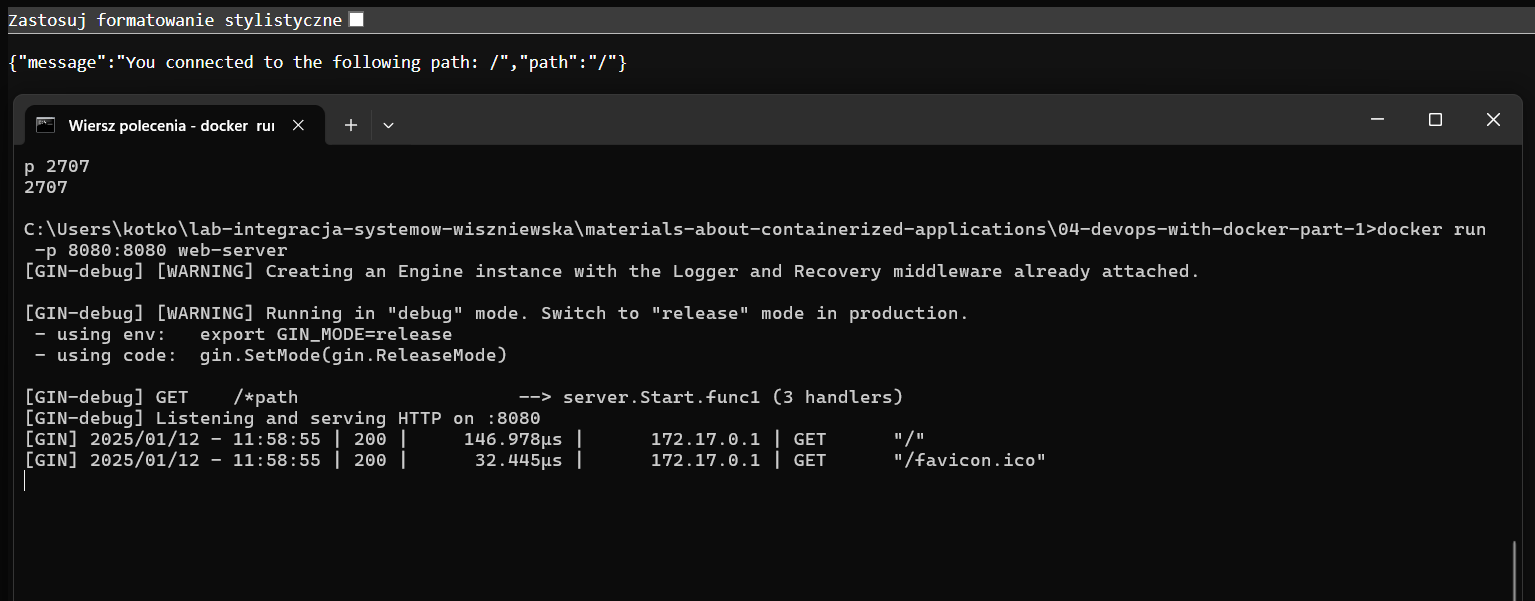 Zastosuj formatowanie stylistyczne
{"message":"You connected to the following path: /","path":"/"}
Wiersz polecenia - docker  rui
p 2707
2707
C:\Users\kotko\lab-integracja-systemow-wiszniewska\materials-about-containerized-applications\04-devops-with-docker-part-1>docker run
 -p 8080:8080 web-server
[GIN-debug] [WARNING] Creating an Engine instance with the Logger and Recovery middleware already attached.
[GIN-debug] [WARNING] Running in "debug" mode. Switch to "release" mode in production.
 - using env:   export GIN_MODE=release
 - using code:  gin.SetMode(gin.ReleaseMode)
[GIN-debug] GET    /*path                    --> server.Start.func1 (3 handlers)
[GIN-debug] Listening and serving HTTP on :8080
[GIN] 2025/01/12 - 11:58:55 | 200 |     146.978µs |      172.17.0.1 | GET      "/"
[GIN] 2025/01/12 - 11:58:55 | 200 |      32.445µs |      172.17.0.1 | GET      "/favicon.ico"